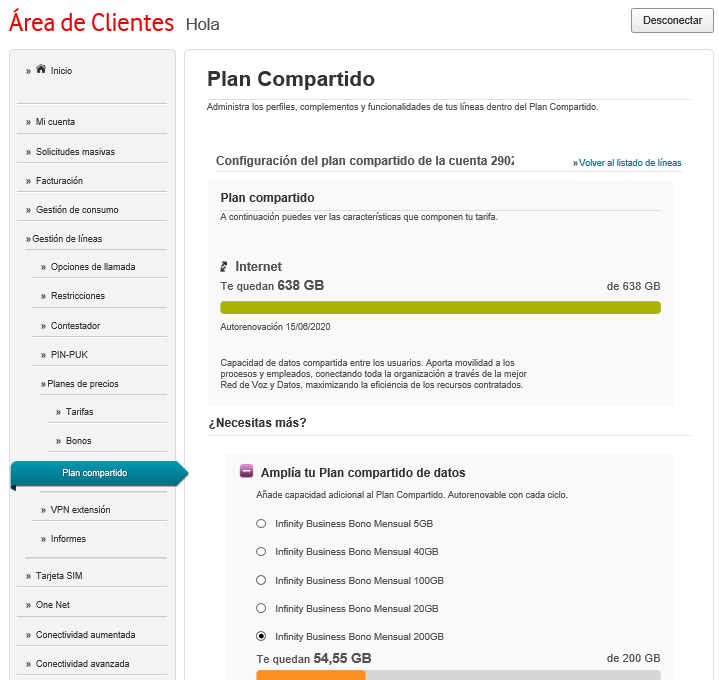 Área de Clientes Hola
Desconectar
» Inicio
» Mi cuenta
» Solicitudes masivas
» Facturación
» Gestión de consumo
» Gestión de líneas
» Opciones de llamada
» Restricciones
» Contestador
» PIN-PUK
» Planes de precios
» Tarifas
» Bonos
Plan compartido
» VPN extensión
» Informes
» Tarjeta SIM
» One Net
» Conectividad aumentada
» Conectividad avanzada
Plan Compartido
Administra los perfiles, complementos y funcionalidades de tus líneas dentro del Plan Compartido.
Configuración del plan compartido de la cuenta 2902
» Volver al listado de líneas
Plan compartido
A continuación puedes ver las características que componen tu tarifa.
Internet
Te quedan 638 GB de 638 GB
Autorenovación 15/06/2020
Capacidad de datos compartida entre los usuarios. Aporta movilidad a los
procesos y empleados, conectando toda la organización a través de la mejor
Red de Voz y Datos, maximizando la eficiencia de los recursos contratados.
¿Necesitas más?
Amplía tu Plan compartido de datos
Añade capacidad adicional al Plan Compartido. Autorenovable con cada ciclo.
Infinity Business Bono Mensual 5GB
Infinity Business Bono Mensual 40GB
Infinity Business Bono Mensual 100GB
Infinity Business Bono Mensual 20GB
Infinity Business Bono Mensual 200GB
Te quedan 54,55 GB de 200 GB